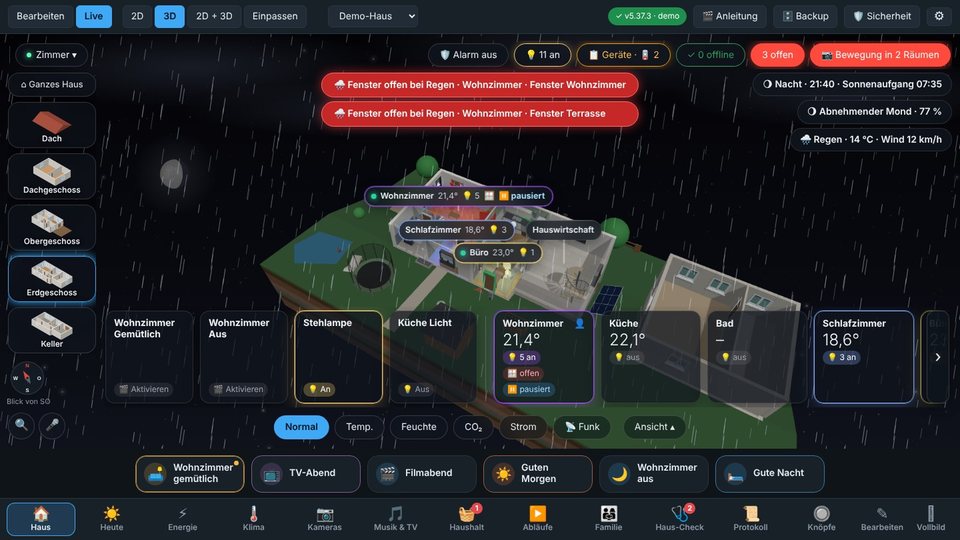 Bearbeiten Live 2D 3D 2D + 3D Einpassen Demo-Haus ✓ v5.37.3 · demo Anleitung Backup Sicherheit
Zimmer ▾ Alarm aus 11 an Geräte · 2 ✓ 0 offline 3 offen Bewegung in 2 Räumen
⌂ Ganzes Haus
Fenster offen bei Regen · Wohnzimmer · Fenster Wohnzimmer
Nacht · 21:40 · Sonnenaufgang 07:35
Fenster offen bei Regen · Wohnzimmer · Fenster Terrasse
Abnehmender Mond · 77 %
Regen · 14 °C · Wind 12 km/h
Dach
Dachgeschoss
Obergeschoss
Erdgeschoss
Keller
Wohnzimmer 21,4° 5 pausiert
Schlafzimmer 18,6° 3
Hauswirtschaft
Büro 23,0° 1
Wohnzimmer
Gemütlich
Aktivieren
Wohnzimmer
Aus
Aktivieren
Stehlampe
An
Küche Licht
Aus
Wohnzimmer
21,4°
5 an
offen
pausiert
Küche
22,1°
aus
Bad
–
aus
Schlafzimmer
18,6°
3 an
›
N
W O
S
Blick von SO
Normal Temp. Feuchte CO₂ Strom Funk Ansicht ▴
Wohnzimmer
gemütlich
TV-Abend
Filmabend
Guten
Morgen
Wohnzimmer
aus
Gute Nacht
1
2
Haus Heute Energie Klima Kameras Musik & TV Haushalt Abläufe Familie Haus-Check Protokoll Knöpfe Bearbeiten Vollbild